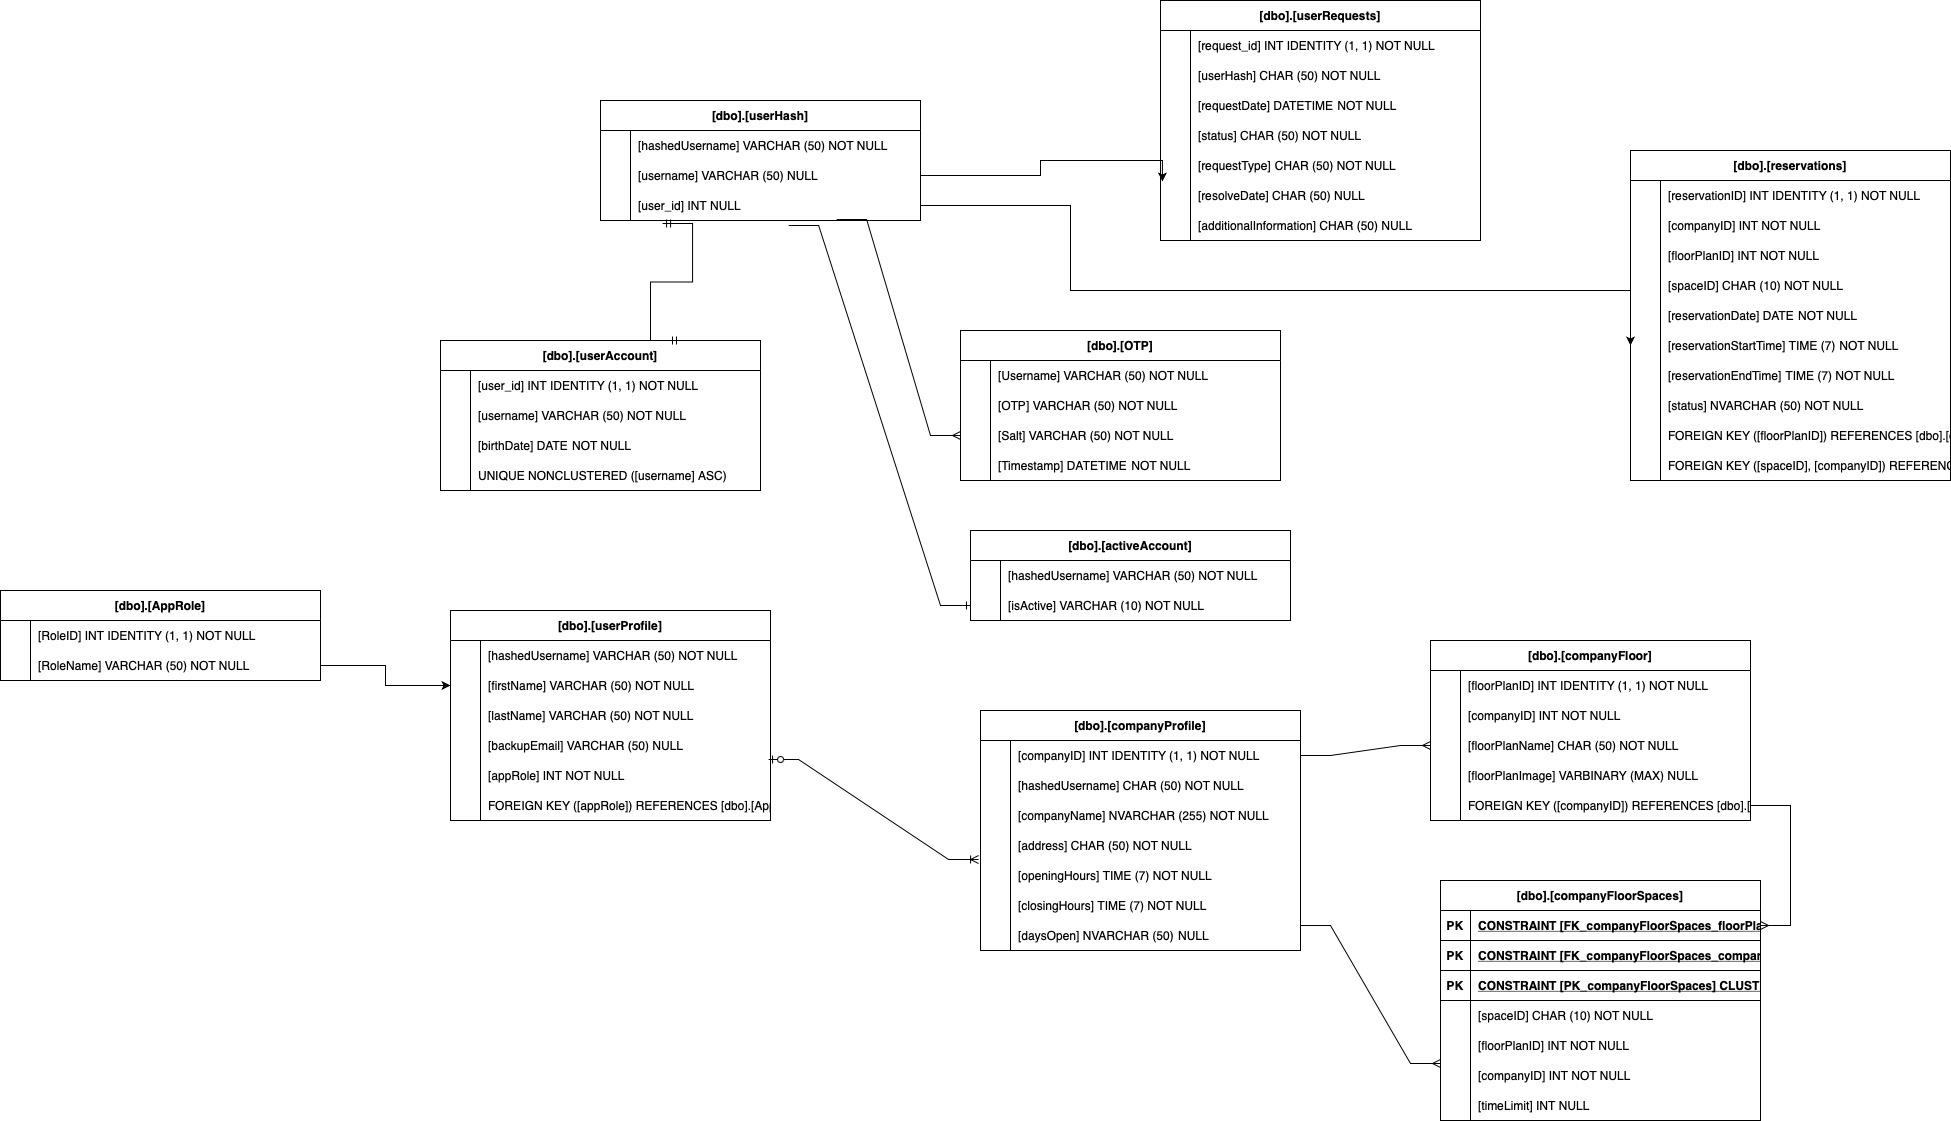 [dbo].[userRequests]
[request_id] INT IDENTITY (1, 1) NOT NULL
[userHash] CHAR (50) NOT NULL
[requestDate] DATETIME NOT NULL
[status] CHAR (50) NOT NULL
[requestType] CHAR (50) NOT NULL
[resolveDate] CHAR (50) NULL
[additionalInformation] CHAR (50) NULL
[dbo].[userHash]
[hashedUsername] VARCHAR (50) NOT NULL
[username] VARCHAR (50) NULL
[user_id] INT NULL
[dbo].[reservations]
[reservationID] INT IDENTITY (1, 1) NOT NULL
[companyID] INT NOT NULL
[floorPlanID] INT NOT NULL
[spaceID] CHAR (10) NOT NULL
[reservationDate] DATE NOT NULL
[reservationStartTime] TIME (7) NOT NULL
[reservationEndTime] TIME (7) NOT NULL
[status] NVARCHAR (50) NOT NULL
FOREIGN KEY ([floorPlanID]) REFERENCES [dbo].[
FOREIGN KEY ([spaceID], [companyID]) REFEREN
[dbo].[userAccount]
[user_id] INT IDENTITY (1, 1) NOT NULL
[username] VARCHAR (50) NOT NULL
[birthDate] DATE NOT NULL
UNIQUE NONCLUSTERED ([username] ASC)
[dbo].[OTP]
[Username] VARCHAR (50) NOT NULL
[OTP] VARCHAR (50) NOT NULL
[Salt] VARCHAR (50) NOT NULL
[Timestamp] DATETIME NOT NULL
[dbo].[activeAccount]
[hashedUsername] VARCHAR (50) NOT NULL
[isActive] VARCHAR (10) NOT NULL
[dbo].[AppRole]
[RoleID] INT IDENTITY (1, 1) NOT NULL
[RoleName] VARCHAR (50) NOT NULL
[dbo].[userProfile]
[hashedUsername] VARCHAR (50) NOT NULL
[firstName] VARCHAR (50) NOT NULL
[lastName] VARCHAR (50) NOT NULL
[backupEmail] VARCHAR (50) NULL
[appRole] INT NOT NULL
FOREIGN KEY ([appRole]) REFERENCES [dbo].[Ap
[dbo].[companyProfile]
[companyID] INT IDENTITY (1, 1) NOT NULL
[hashedUsername] CHAR (50) NOT NULL
[companyName] NVARCHAR (255) NOT NULL
[address] CHAR (50) NOT NULL
[openingHours] TIME (7) NOT NULL
[closingHours] TIME (7) NOT NULL
[daysOpen] NVARCHAR (50) NULL
[dbo].[companyFloor]
[floorPlanID] INT IDENTITY (1, 1) NOT NULL
[companyID] INT NOT NULL
[floorPlanName] CHAR (50) NOT NULL
[floorPlanImage] VARBINARY (MAX) NULL
FOREIGN KEY ([companyID]) REFERENCES [dbo].[
[dbo].[companyFloorSpaces]
PK CONSTRAINT [FK_companyFloorSpaces_floorPla
PK CONSTRAINT [FK_companyFloorSpaces_compan
PK CONSTRAINT [PK_companyFloorSpaces] CLUST
[spaceID] CHAR (10) NOT NULL
[floorPlanID] INT NOT NULL
[companyID] INT NOT NULL
[timeLimit] INT NULL